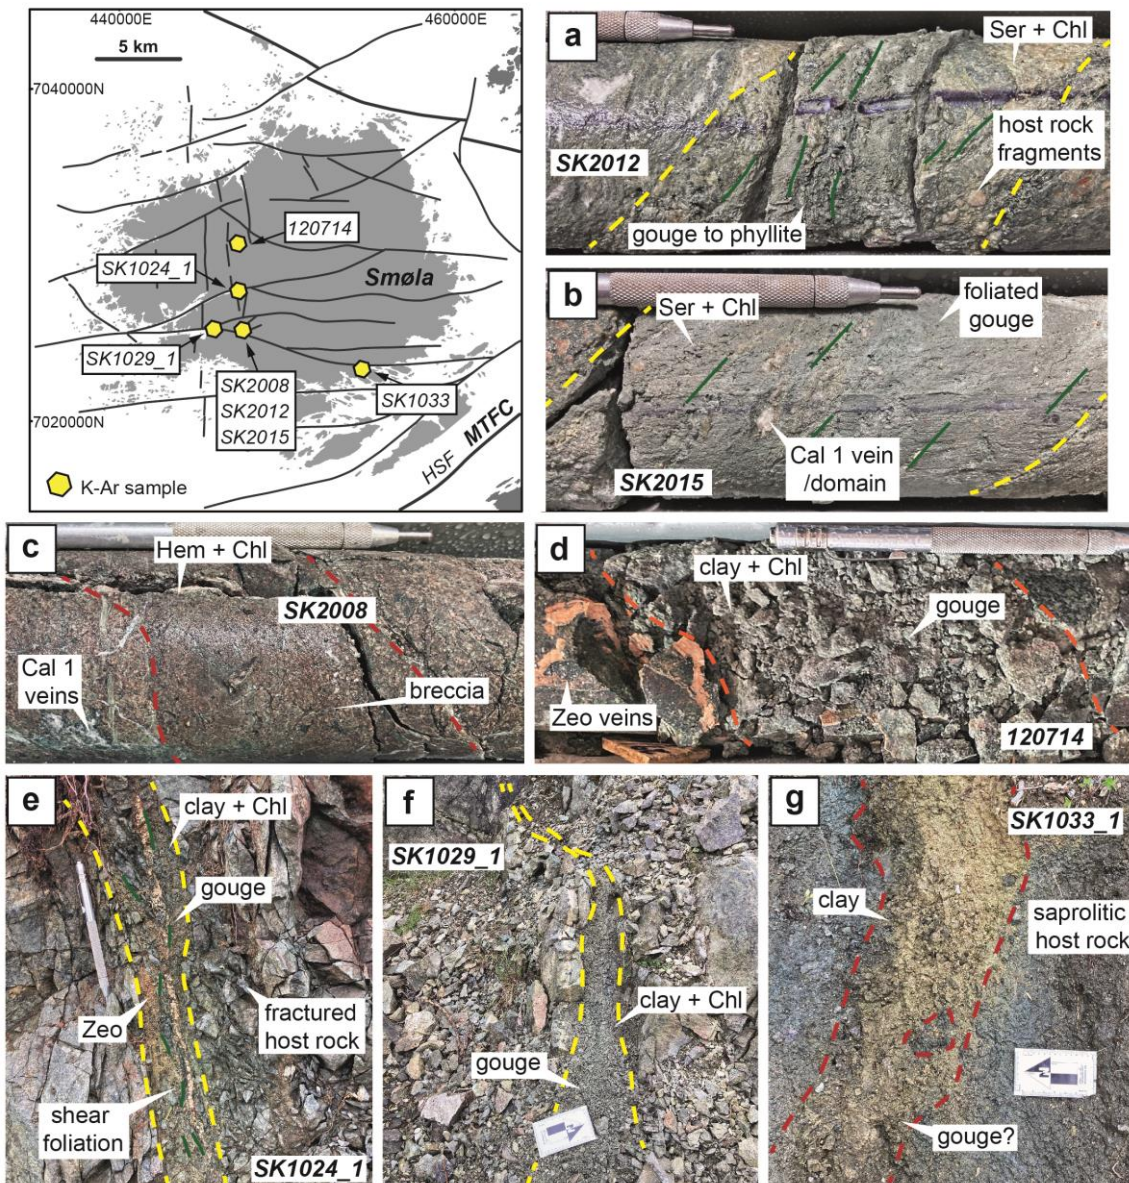 440000E
460000E
5 km
7040000N
120714
SK1024_1
Smøla
SK1029_1
SK2008
SK2012
SK2015
SK1033
7020000N
HSF
MTFC
K-Ar sample
a
Ser + Chl
SK2012
host rock
fragments
gouge to phyllite
b
Ser + Chl
foliated
gouge
Cal 1 vein
/domain
SK2015
c
Hem + Chl
SK2008
Cal 1
veins
breccia
d
clay + Chl
gouge
Zeo veins
120714
e
clay + Chl
gouge
Zeo
fractured
host rock
shear
foliation
SK1024_1
f
SK1029_1
clay + Chl
gouge
g
SK1033_1
clay
saprolitic
host rock
gouge?